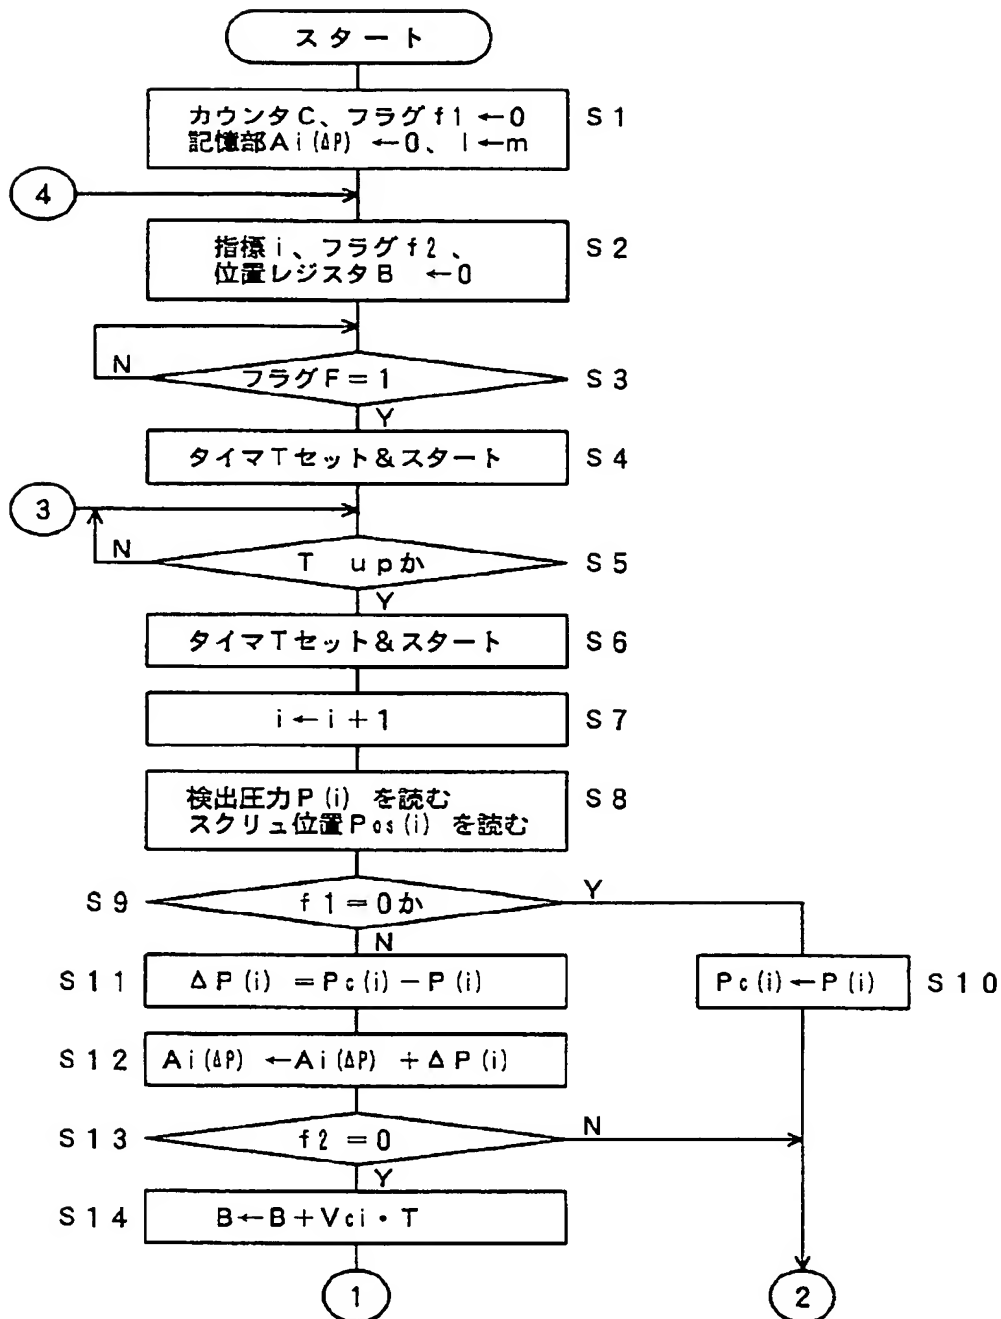 スタート
カウンタC、フラグf1←0
記憶部Ai(ΔP) ←0、 l←m
S1
4
指標i、フラグf2、
位置レジスタB ←0
S2
N
フラグF=1
S3
Y
タイマTセット&スタート
S4
3
N
T upか
S5
Y
タイマTセット&スタート
S6
i←i+1
S7
検出圧力P(i) を読む
スクリュ位置Pos(i) を読む
S8
S9
f1=0か
Y
N
S11
ΔP(i) =Pc(i)-P(i)
Pc(i)←P(i)
S10
S12
Ai(ΔP) ←Ai(ΔP) +ΔP(i)
S13
f2=0
N
Y
S14
B←B+Vci・T
1
2